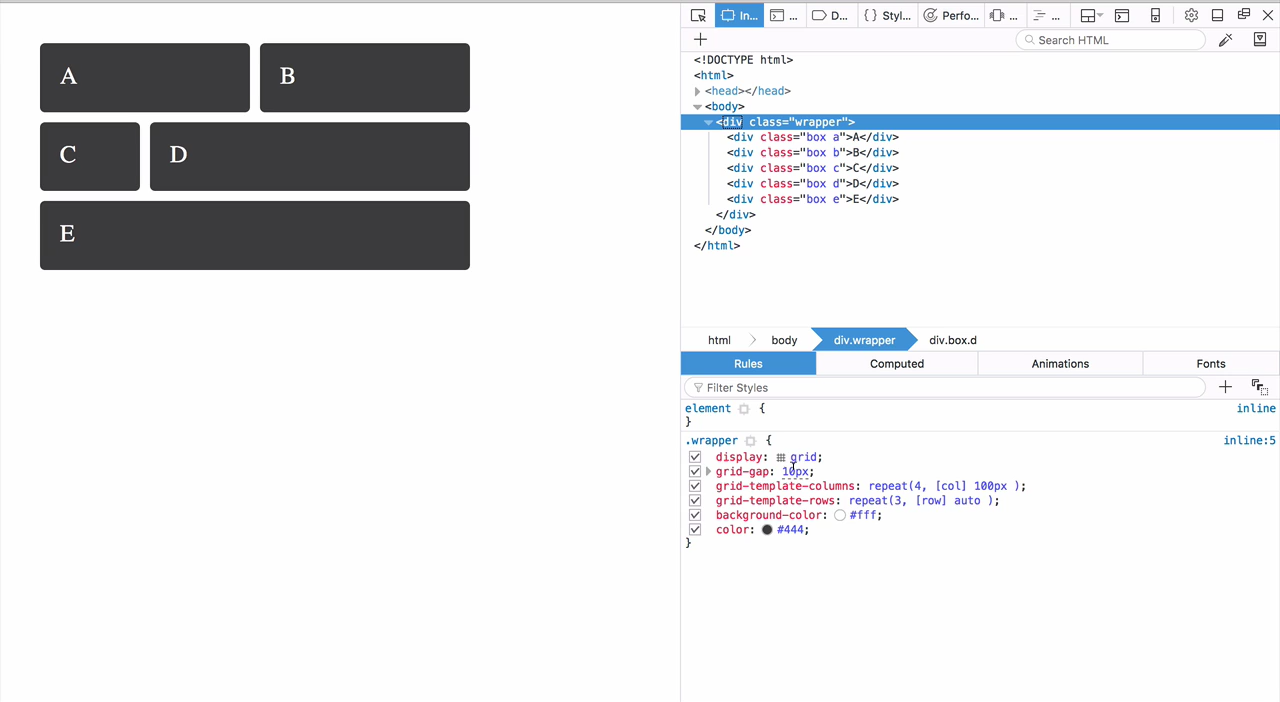 A
B
C
D
E
In...
...
D...
{ } Styl...
Perfo...
...
...
Search HTML
<!DOCTYPE html>
<html>
<head></head>
<body>
<div class="wrapper">
<div class="box a">A</div>
<div class="box b">B</div>
<div class="box c">C</div>
<div class="box d">D</div>
<div class="box e">E</div>
</div>
</body>
</html>
html
body
div.wrapper
div.box.d
Rules
Computed
Animations
Fonts
Filter Styles
element { inline
}
.wrapper { inline:5
display: grid;
grid-gap: 10px;
grid-template-columns: repeat(4, [col] 100px );
grid-template-rows: repeat(3, [row] auto );
background-color: #fff;
color: #444;
}